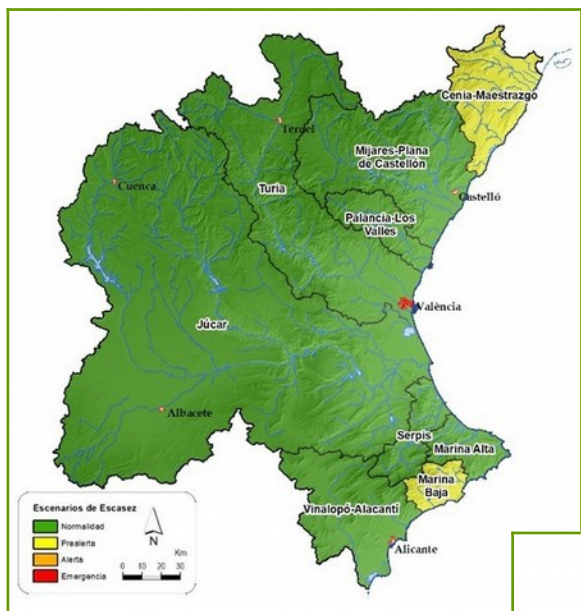 Cenia-Maestrazgo
Teruel
Mijares-Plana
de Castellón
Cuenca
Turia
Castelló
Palancia-Los
Valles
València
Júcar
Albacete
Serpis
Marina Alta
Marina
Baja
Vinalopó-Alacantí
Alicante
Escenarios de Escasez
Normalidad
Prealerta
Alerta
Emergencia
N
Km
0 10 20 30